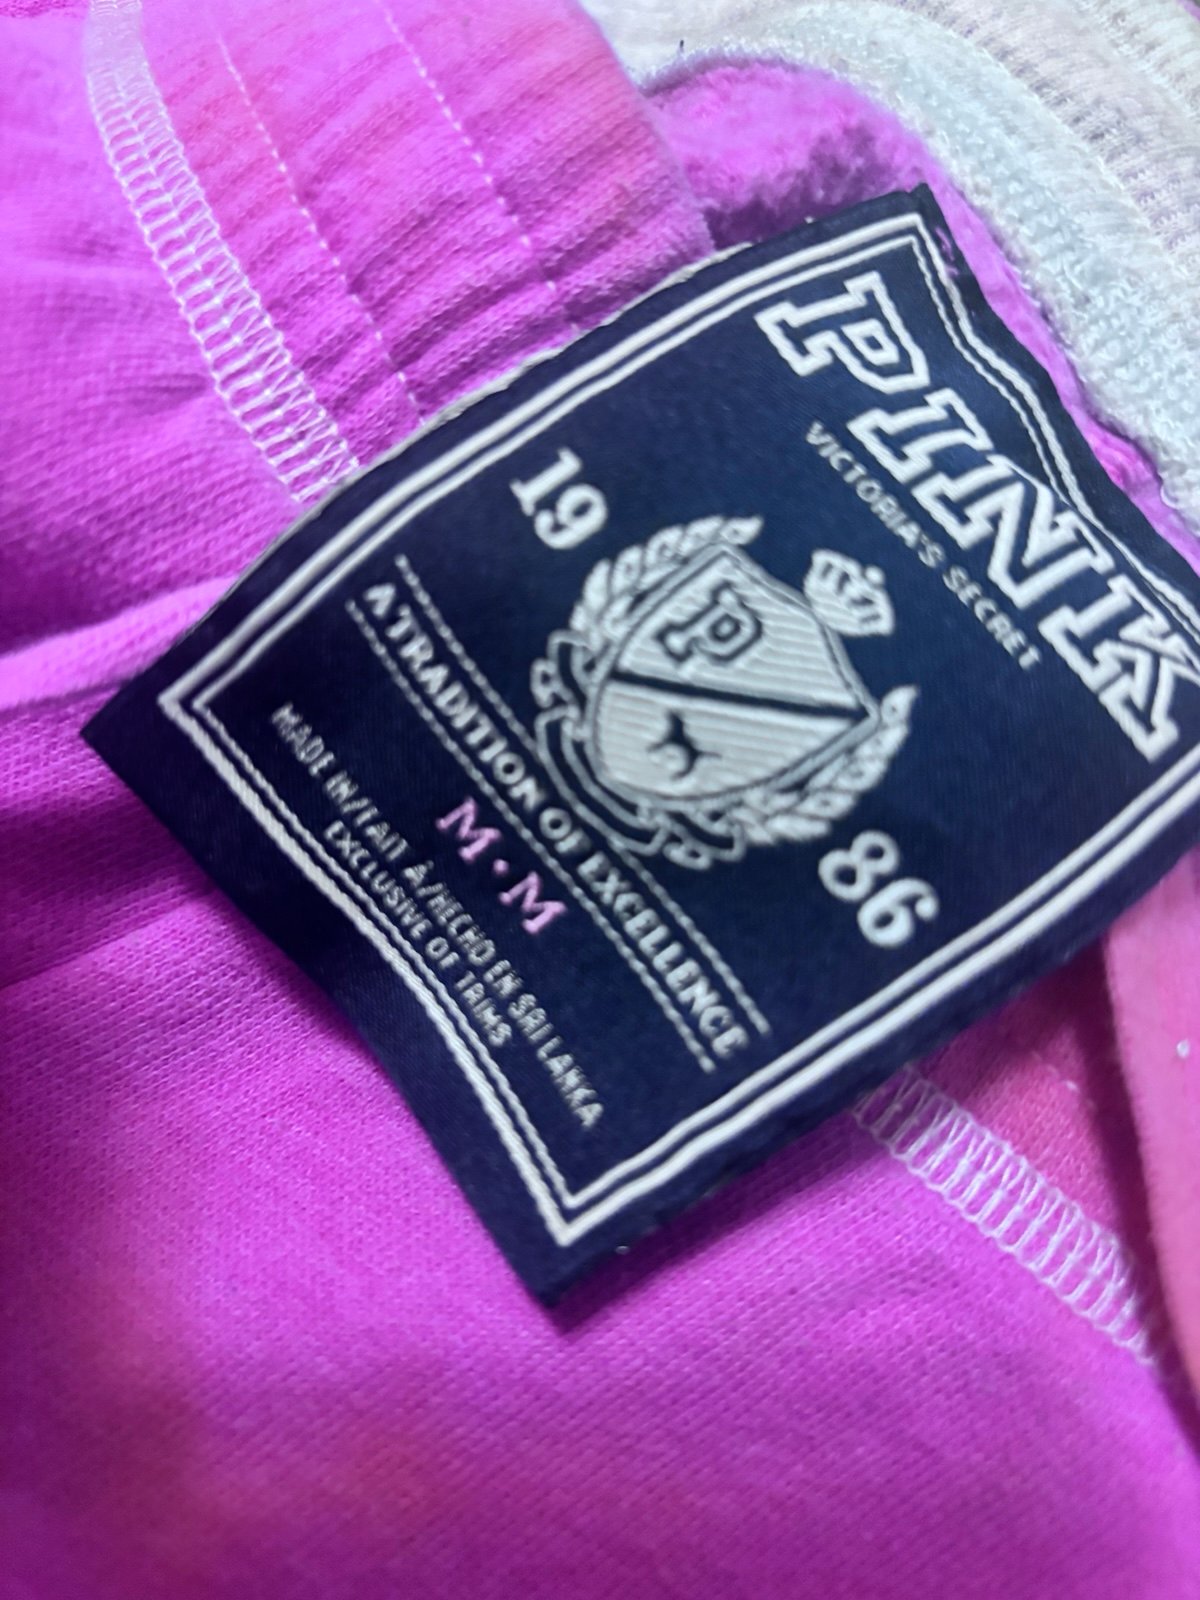 PINK
VICTORIA'S SECRET
19 86
P
A TRADITION OF EXCELLENCE
M • M
MADE IN/FAIT À/HECHO EN SRI LANKA
EXCLUSIVE OF TRIMS